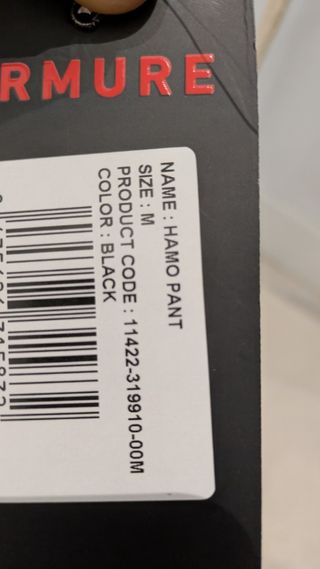 RMURE
NAME : HAMO PANT
SIZE : M
PRODUCT CODE : 11422-319910-00M
COLOR : BLACK